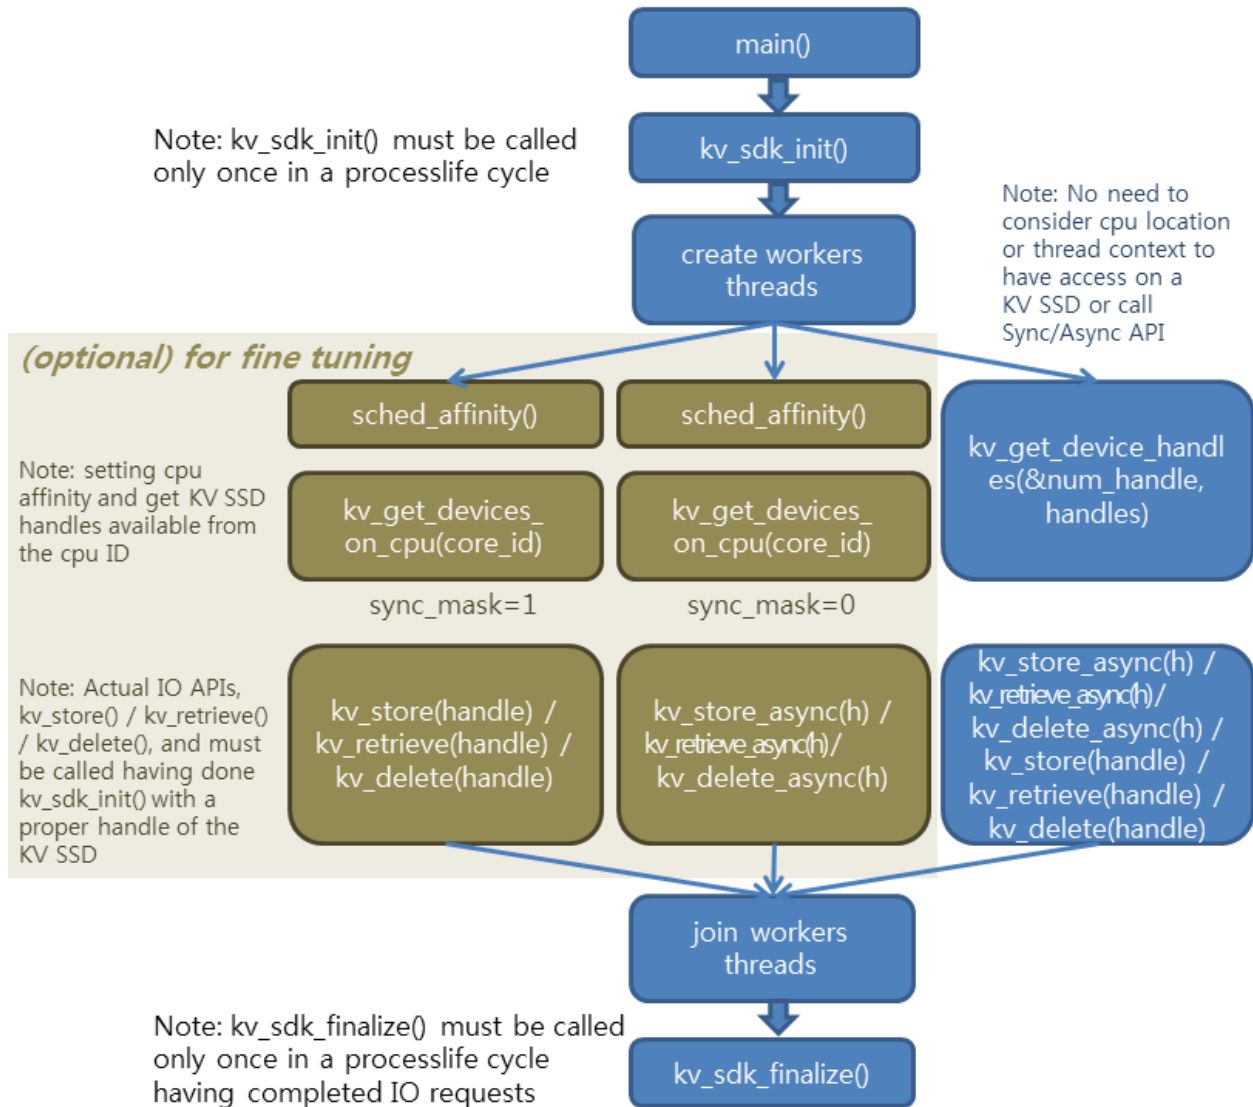 main()
Note: kv_sdk_init() must be called
only once in a processlife cycle
kv_sdk_init()
create workers
threads
Note: No need to
consider cpu location
or thread context to
have access on a
KV SSD or call
Sync/Async API
(optional) for fine tuning
sched_affinity()
sched_affinity()
kv_get_device_handl
es(&num_handle,
handles)
Note: setting cpu
affinity and get KV SSD
handles available from
the cpu ID
kv_get_devices_
on_cpu(core_id)
kv_get_devices_
on_cpu(core_id)
sync_mask=1
sync_mask=0
Note: Actual IO APIs,
kv_store() / kv_retrieve()
/ kv_delete(), and must
be called having done
kv_sdk_init() with a
proper handle of the
KV SSD
kv_store(handle) /
kv_retrieve(handle) /
kv_delete(handle)
kv_store_async(h) /
kv_retrieve_async(h)/
kv_delete_async(h)
kv_store_async(h) /
kv_retrieve_async(h)/
kv_delete_async(h) /
kv_store(handle) /
kv_retrieve(handle) /
kv_delete(handle)
join workers
threads
Note: kv_sdk_finalize() must be called
only once in a processlife cycle
having completed IO requests
kv_sdk_finalize()